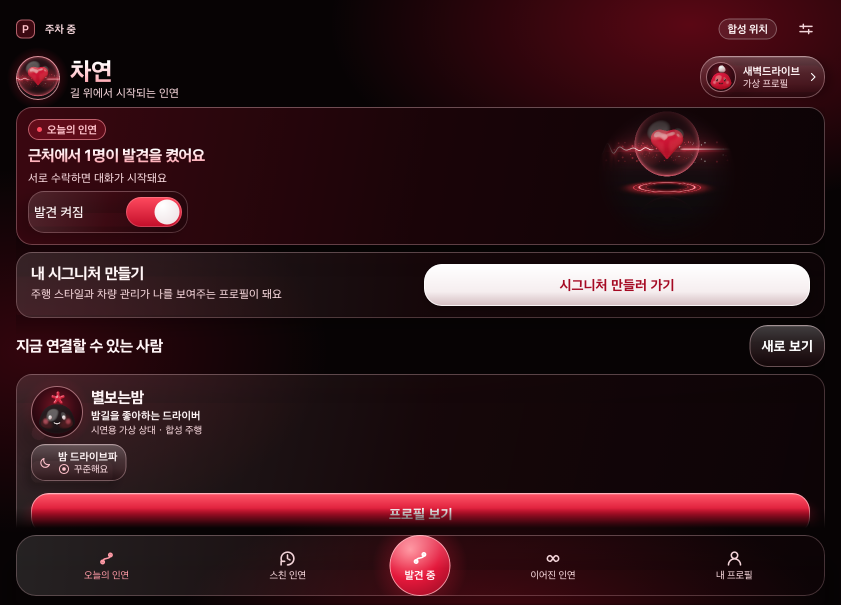 P 주차 중
합성 위치
차연
길 위에서 시작되는 인연
새벽드라이브
가상 프로필
오늘의 인연
근처에서 1명이 발견을 켰어요
서로 수락하면 대화가 시작돼요
발견 켜짐
내 시그니처 만들기
주행 스타일과 차량 관리가 나를 보여주는 프로필이 돼요
시그니처 만들러 가기
지금 연결할 수 있는 사람
새로 보기
별보는밤
밤길을 좋아하는 드라이버
시연용 가상 상대 · 합성 주행
밤 드라이브파
꾸준해요
프로필 보기
오늘의 인연
스친 인연
발견 중
이어진 인연
내 프로필